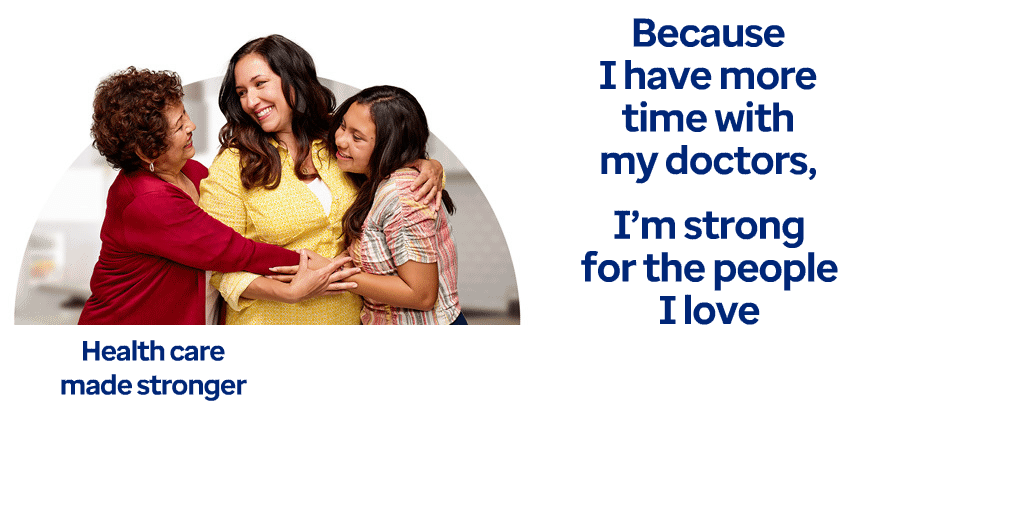 Because
I have more
time with
my doctors,
I’m strong
for the people
I love
Health care
made stronger